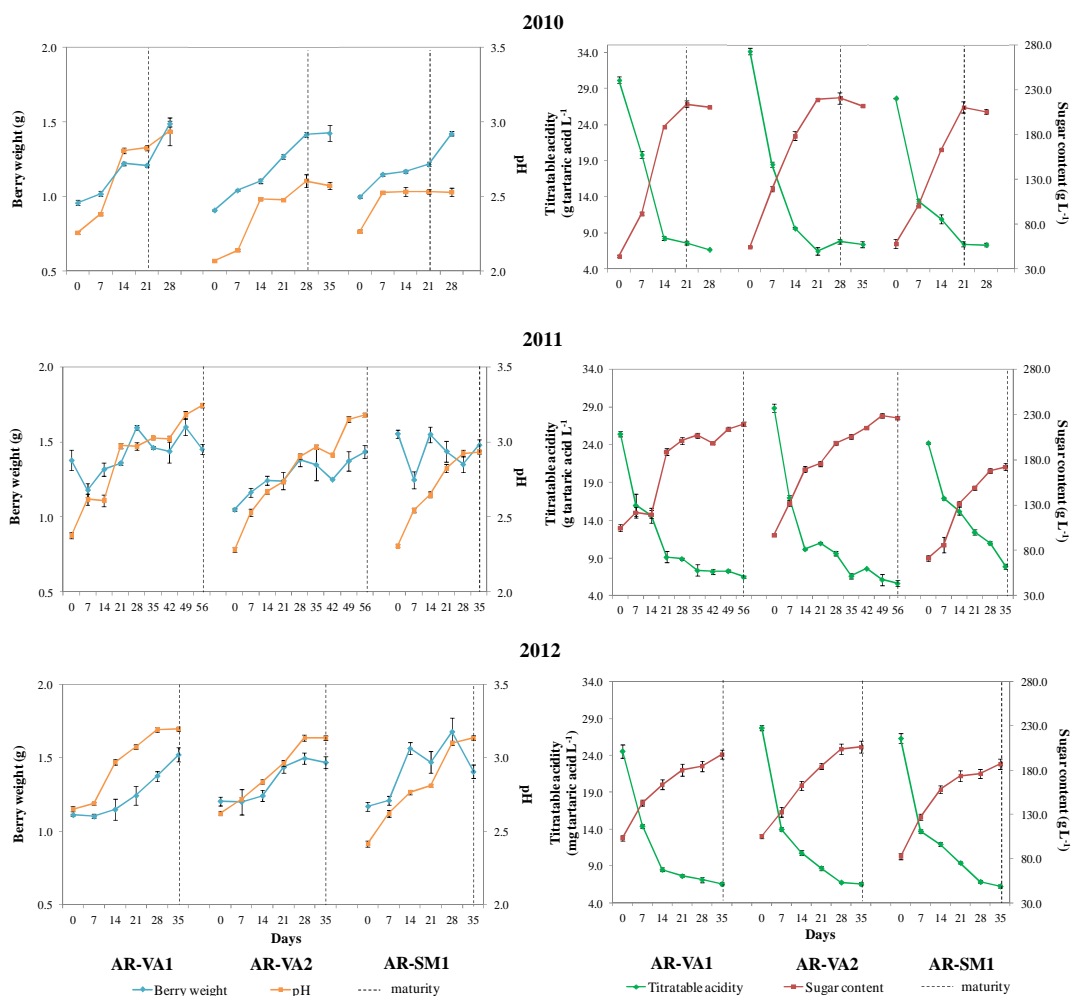 2010
2.0
1.5
1.0
0.5
Berry weight (g)
3.5
3.0
2.5
2.0
pH
0 7 14 21 28 0 7 14 21 28 35 0 7 14 21 28
34.0
29.0
24.0
19.0
14.0
9.0
4.0
Titratable acidity
(g tartaric acid L-1)
280.0
230.0
180.0
130.0
80.0
30.0
Sugar content (g L-1)
0 7 14 21 28 0 7 14 21 28 35 0 7 14 21 28
2011
2.0
1.5
1.0
0.5
Berry weight (g)
3.5
3.0
2.5
2.0
pH
0 7 14 21 28 35 42 49 56 0 7 14 21 28 35 42 49 56 0 7 14 21 28 35
34.0
29.0
24.0
19.0
14.0
9.0
4.0
Titratable acidity
(g tartaric acid L-1)
280.0
230.0
180.0
130.0
80.0
30.0
Sugar content (g L-1)
0 7 14 21 28 35 42 49 56 0 7 14 21 28 35 42 49 56 0 7 14 21 28 35
2012
2.0
1.5
1.0
0.5
Berry weight (g)
3.5
3.0
2.5
2.0
pH
0 7 14 21 28 35 0 7 14 21 28 35 0 7 14 21 28 35
Days
34.0
29.0
24.0
19.0
14.0
9.0
4.0
Titratable acidity
(mg tartaric acid L-1)
280.0
230.0
180.0
130.0
80.0
30.0
Sugar content (g L-1)
0 7 14 21 28 35 0 7 14 21 28 35 0 7 14 21 28 35
Days
AR-VA1 AR-VA2 AR-SM1
Berry weight pH maturity
AR-VA1 AR-VA2 AR-SM1
Titratable acidity Sugar content maturity